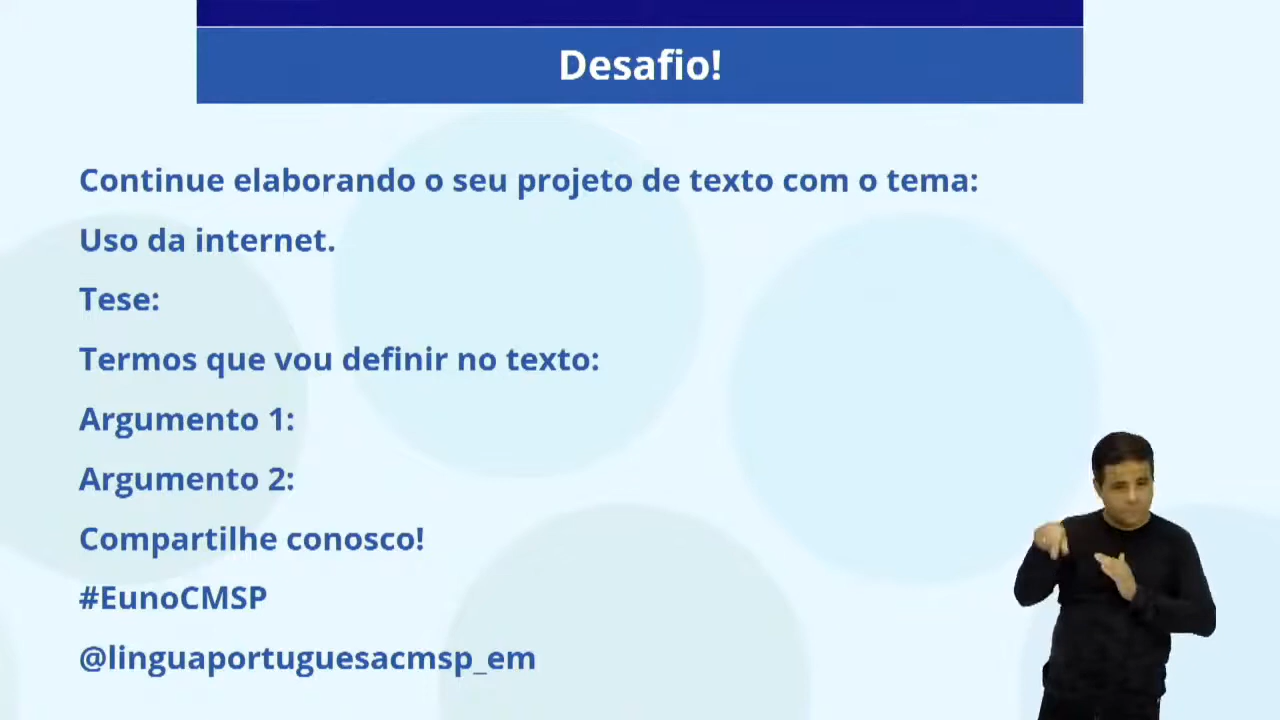 Desafio!
Continue elaborando o seu projeto de texto com o tema:
Uso da internet.
Tese:
Termos que vou definir no texto:
Argumento 1:
Argumento 2:
Compartilhe conosco!
#EunoCMSP
@linguaportuguesacmsp_em